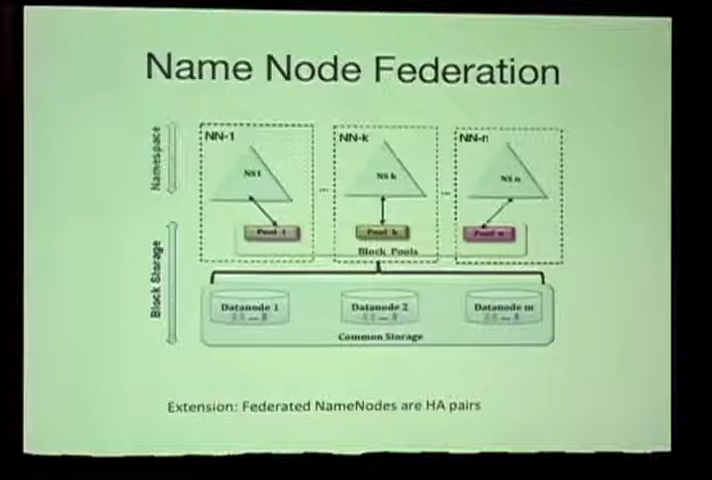 Name Node Federation
Namespace
NN-1
NN-k
NN-n
NS1
NS k
NS n
...
...
Pool 1
Pool k
Pool n
Block Pools
Block Storage
Datanode 1
Datanode 2
Datanode m
Common Storage
Extension: Federated NameNodes are HA pairs